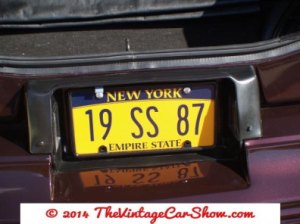 NEW YORK
19 SS 87
EMPIRE STATE
© 2014 TheVintageCarShow.com